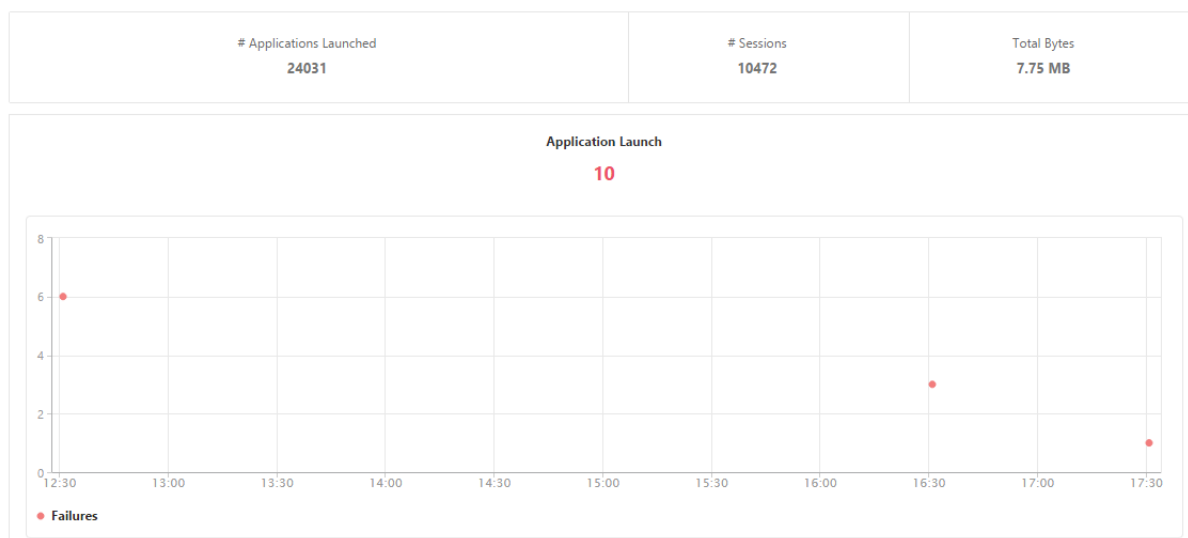 # Applications Launched
24031
# Sessions
10472
Total Bytes
7.75 MB
Application Launch
10
8
6
4
2
0
12:30 13:00 13:30 14:00 14:30 15:00 15:30 16:00 16:30 17:00 17:30
Failures